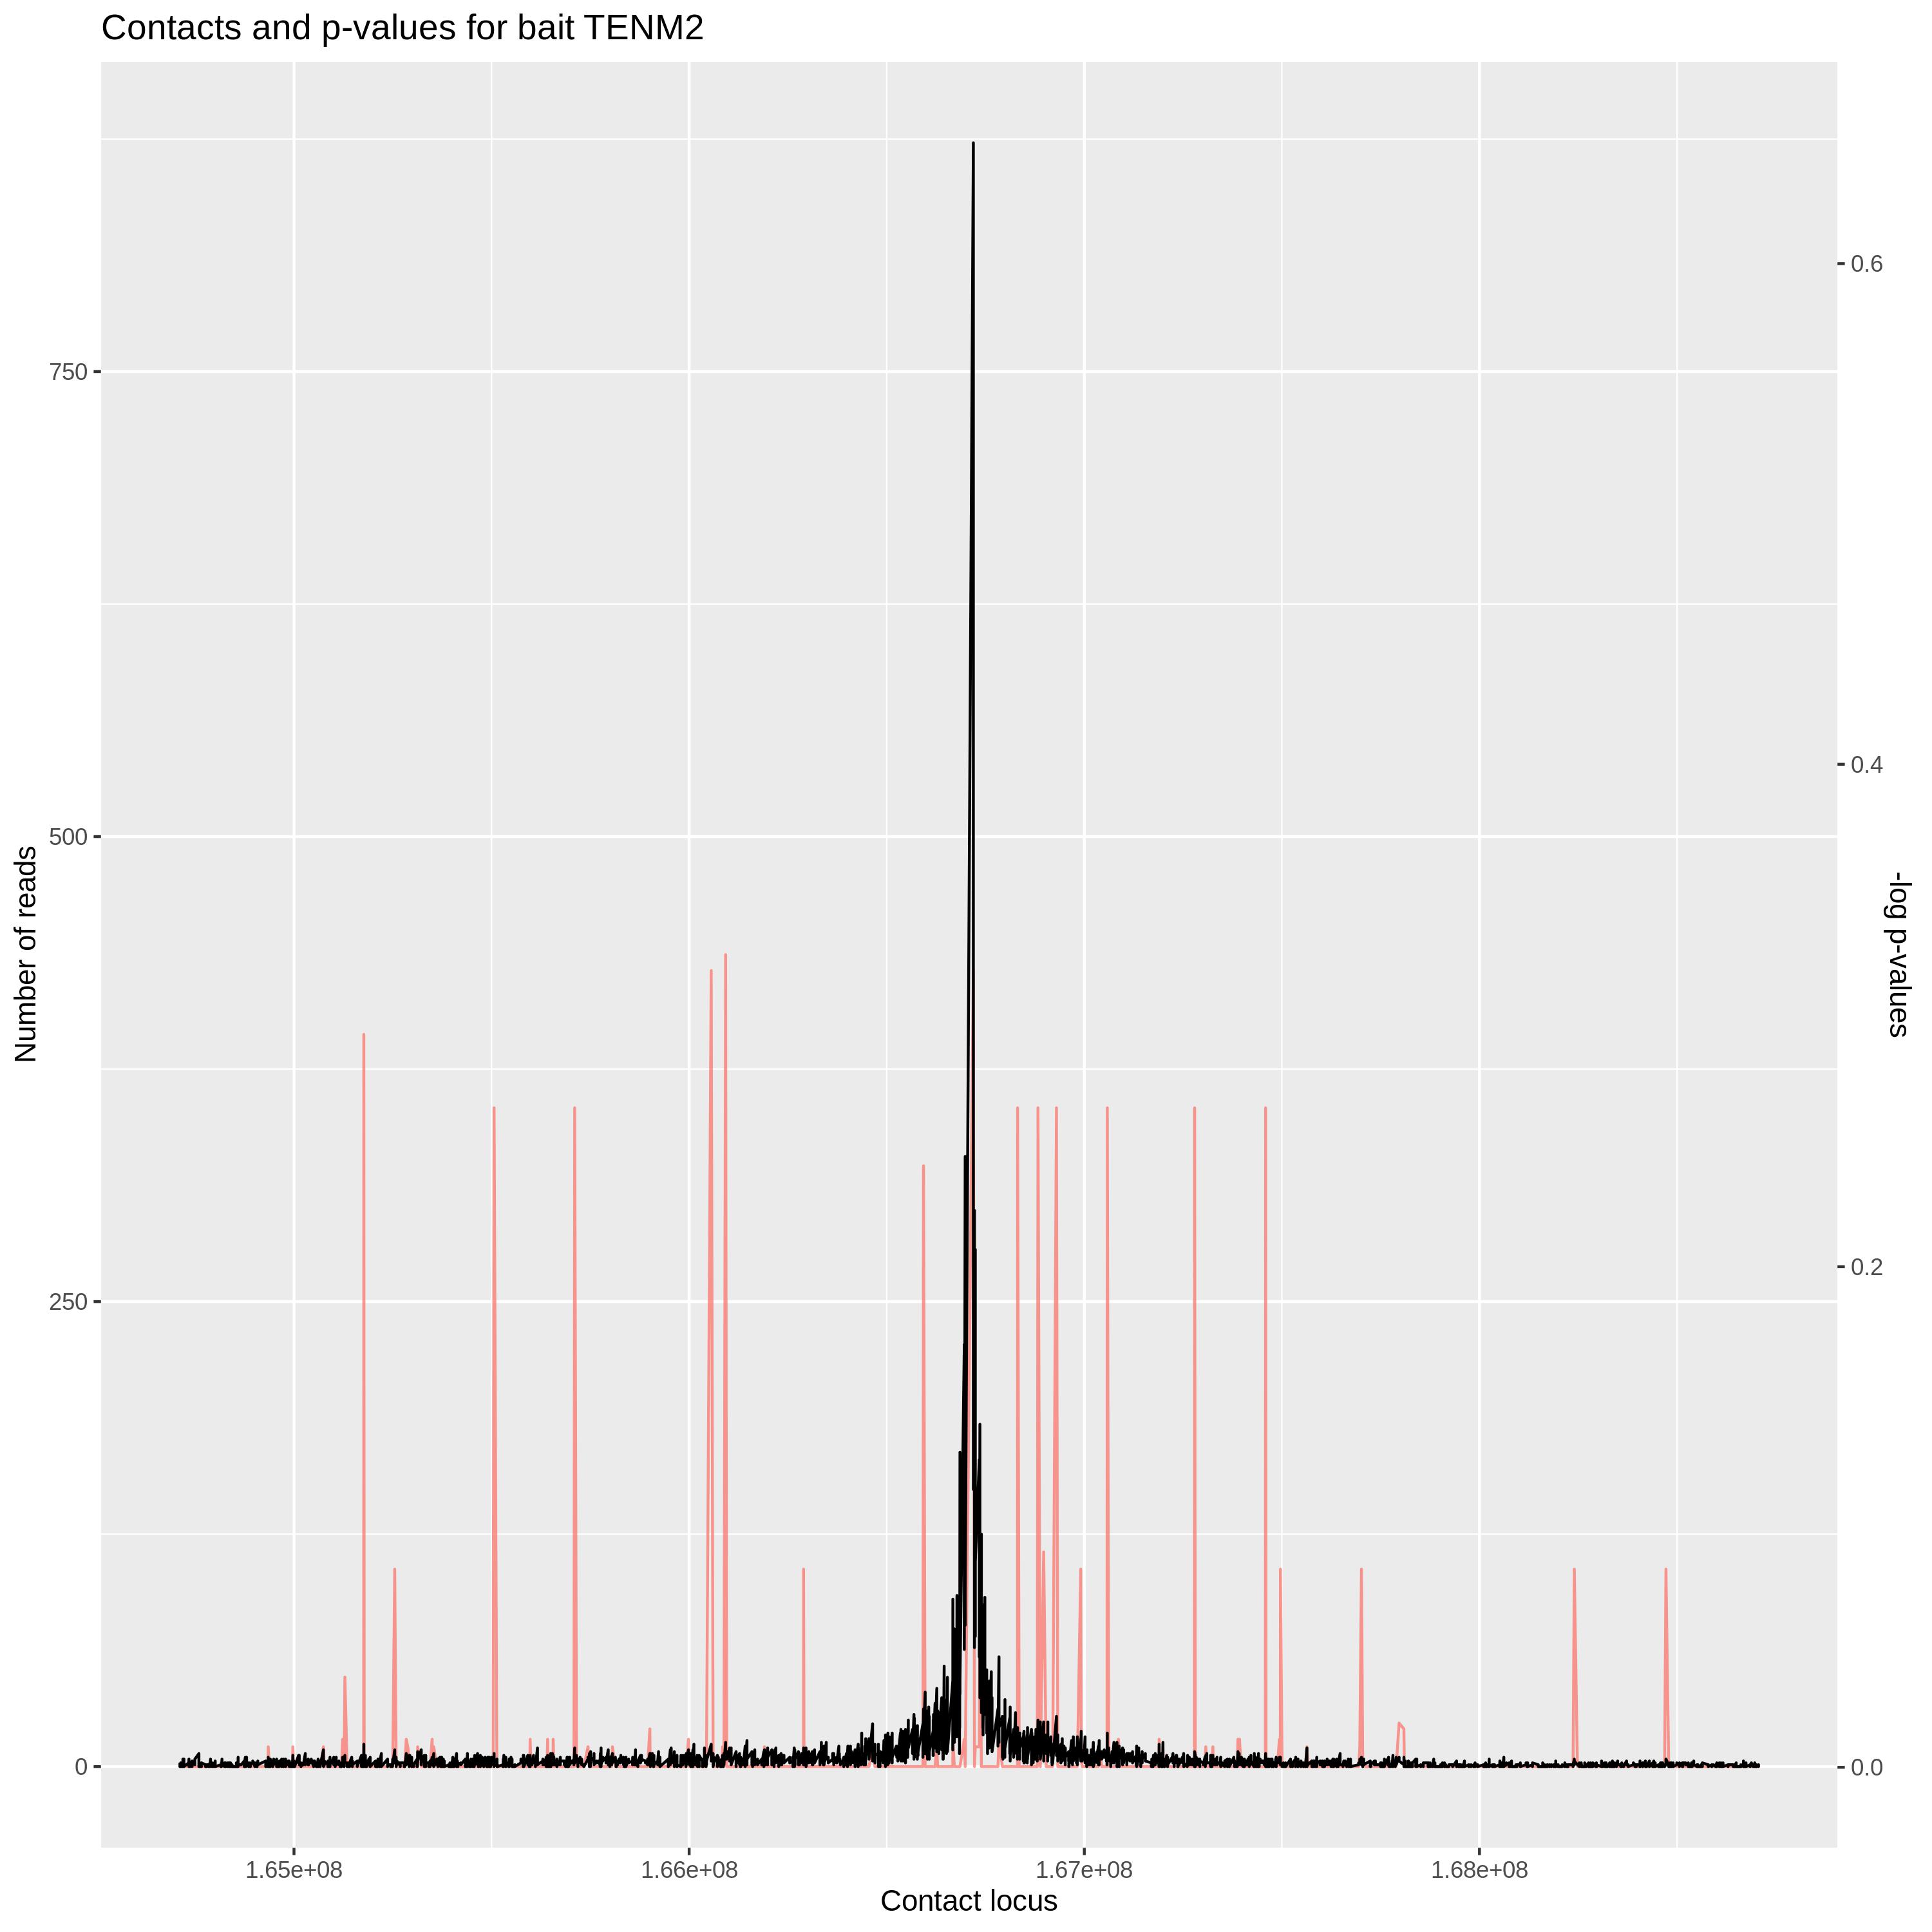 Contacts and p-values for bait TENM2
Number of reads
750
500
250
0
0.6
0.4
0.2
0.0
-log p-values
1.65e+08 1.66e+08 1.67e+08 1.68e+08
Contact locus